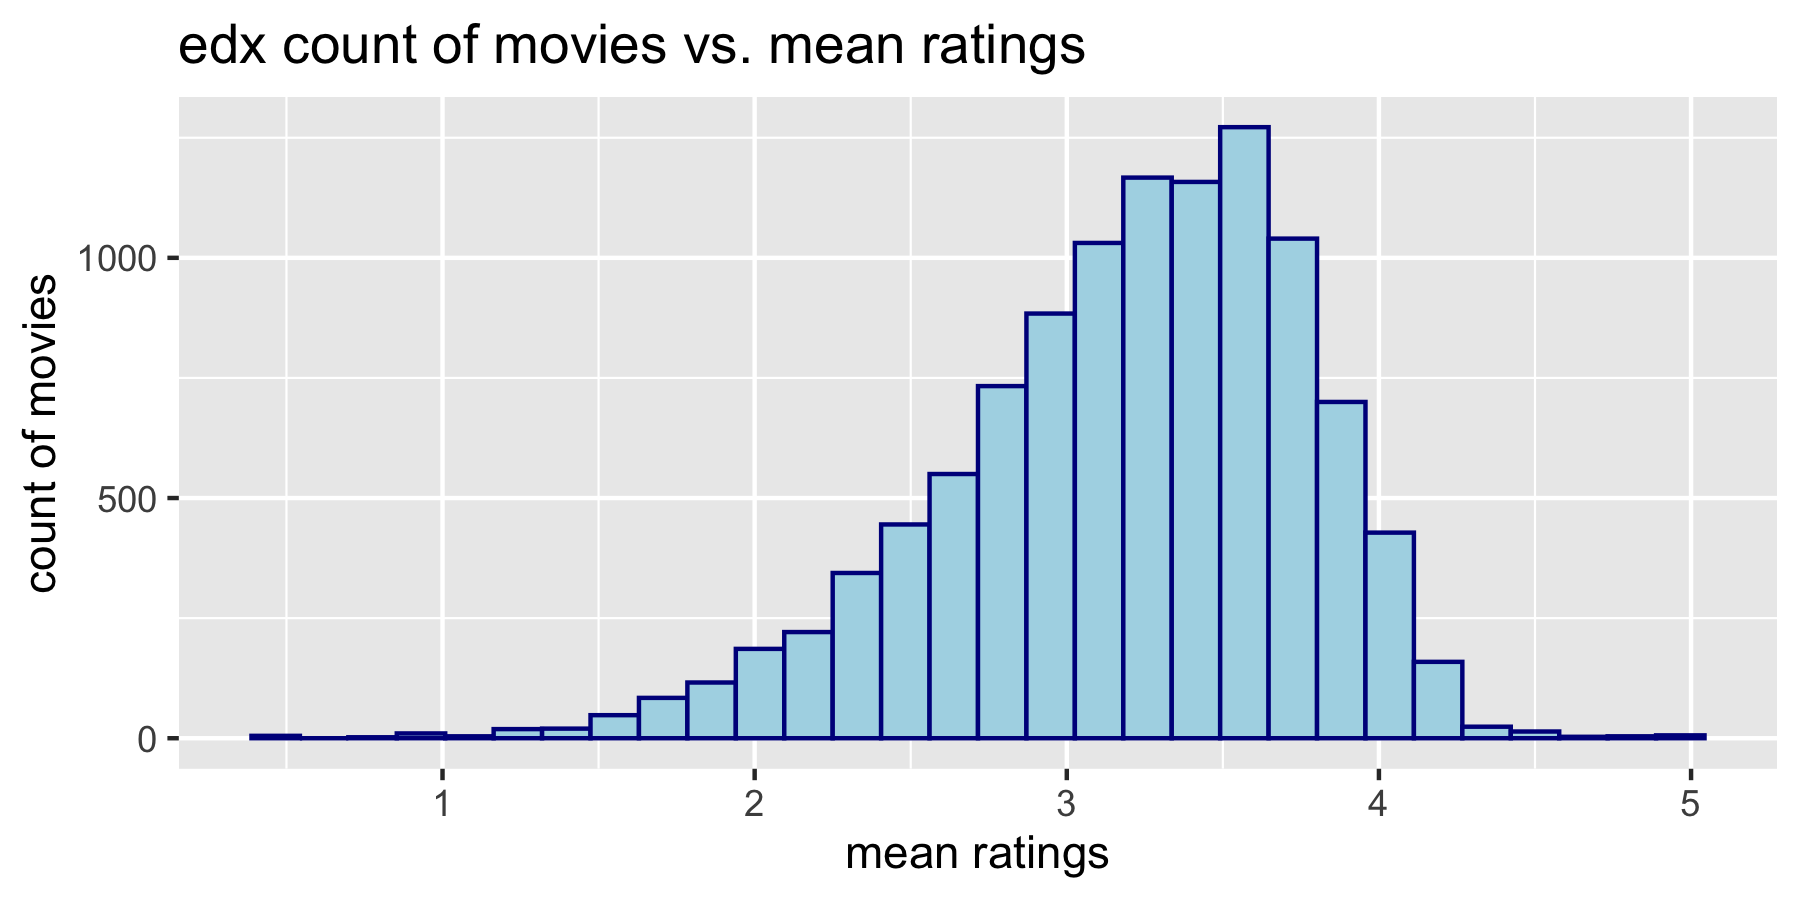 edx count of movies vs. mean ratings
count of movies
1000
500
0
1 2 3 4 5
mean ratings